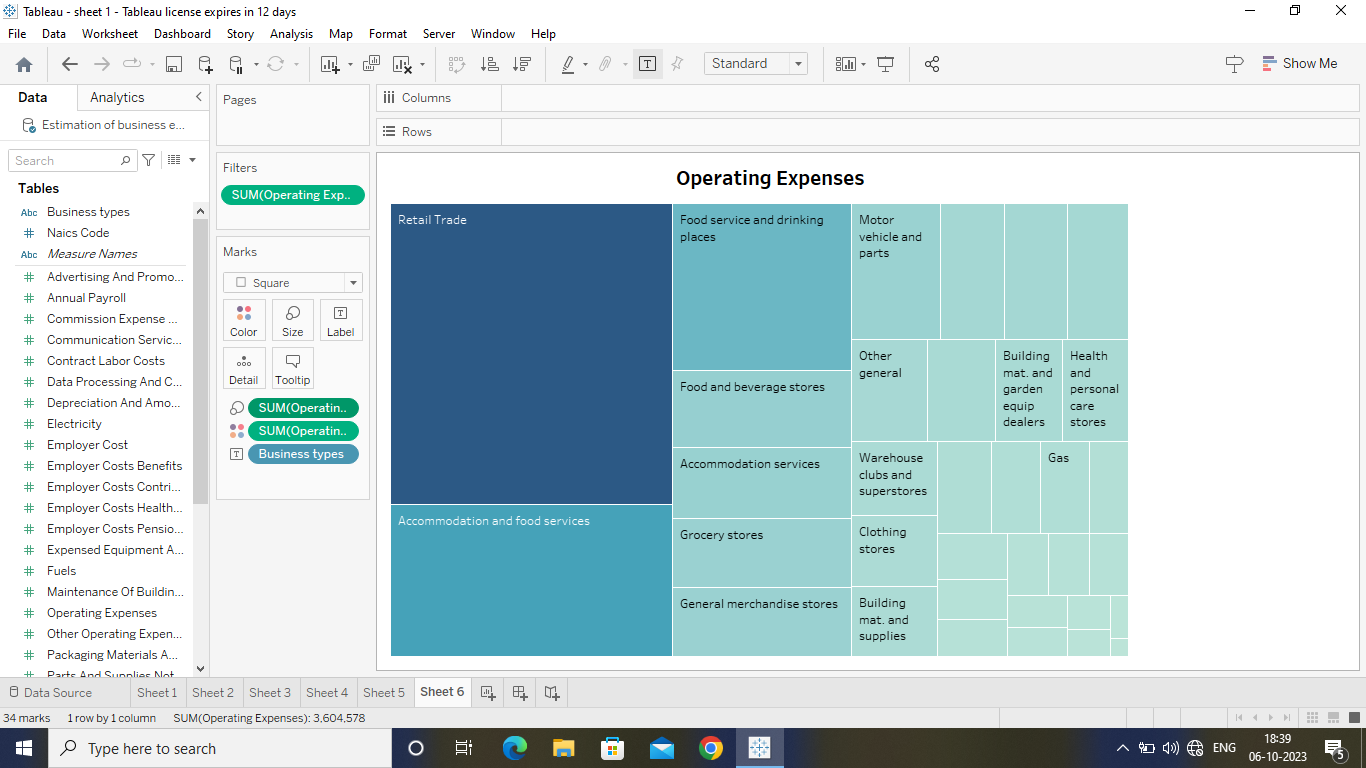 Tableau - sheet 1 - Tableau license expires in 12 days
File Data Worksheet Dashboard Story Analysis Map Format Server Window Help
Standard
Show Me
Data Analytics
Estimation of business e...
Search
Tables
Abc Business types
Naics Code
Abc Measure Names
Advertising And Promo...
Annual Payroll
Commission Expense ...
Communication Servic...
Contract Labor Costs
Data Processing And C...
Depreciation And Amo...
Electricity
Employer Cost
Employer Costs Benefits
Employer Costs Contri...
Employer Costs Health...
Employer Costs Pensio...
Expensed Equipment A...
Fuels
Maintenance Of Buildin...
Operating Expenses
Other Operating Expen...
Packaging Materials A...
Parts And Supplies Not
Pages
Filters
SUM(Operating Exp..
Marks
Square
Color Size Label
Detail Tooltip
SUM(Operatin..
SUM(Operatin..
Business types
Columns
Rows
Operating Expenses
Retail Trade
Accommodation and food services
Food service and drinking
places
Food and beverage stores
Accommodation services
Grocery stores
General merchandise stores
Motor
vehicle and
parts
Other
general
Building
mat. and
garden
equip
dealers
Health
and
personal
care
stores
Warehouse
clubs and
superstores
Gas
Clothing
stores
Building
mat. and
supplies
Data Source Sheet 1 Sheet 2 Sheet 3 Sheet 4 Sheet 5 Sheet 6
34 marks 1 row by 1 column SUM(Operating Expenses): 3,604,578
Type here to search
ENG
18:39
06-10-2023
5